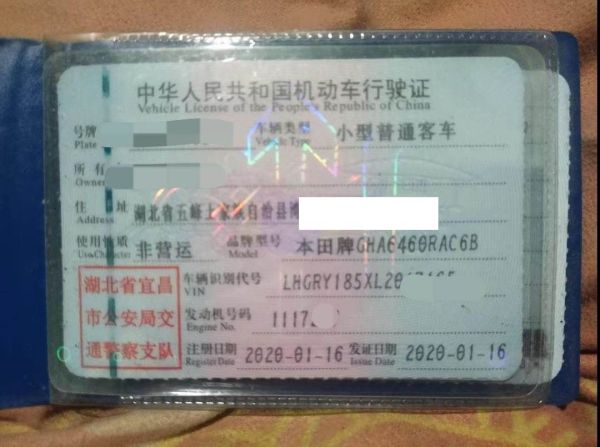 中华人民共和国机动车行驶证
Vehicle License of the People's Republic of China
号牌 车辆类型 小型普通客车
Plate Vehicle Type
所有
Owner
住 址 湖北省五峰土家族自治县
Address
使用性质 非营运 品牌型号 本田牌GHA6460RAC6B
Use Character Model
湖北省宜昌
市公安局交
通警察支队
车辆识别代号 LHGRY185XL20
VIN
发动机号码 1117
Engine No.
注册日期 2020-01-16 发证日期 2020-01-16
Register Date Issue Date